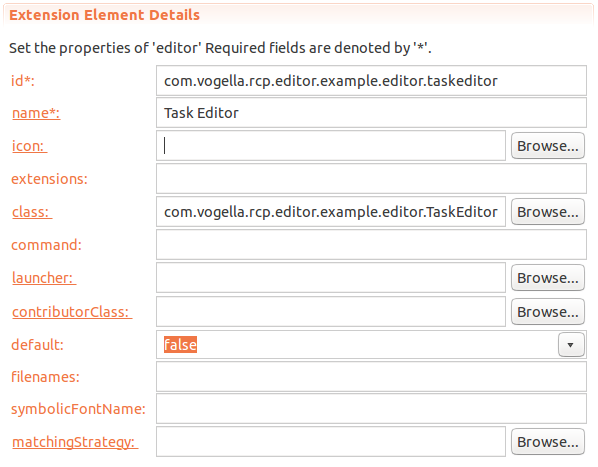 Extension Element Details
Set the properties of 'editor' Required fields are denoted by '*'.
id*: com.vogella.rcp.editor.example.editor.taskeditor
name*: Task Editor
icon: Browse...
extensions:
class: com.vogella.rcp.editor.example.editor.TaskEditor Browse...
command:
launcher: Browse...
contributorClass: Browse...
default: false
filenames:
symbolicFontName:
matchingStrategy: Browse...